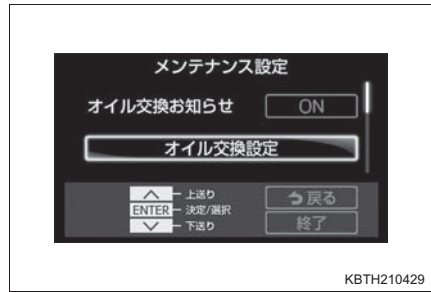 メンテナンス設定
オイル交換お知らせ ON
オイル交換設定
上送り
ENTER 決定/選択
下送り
戻る
終了
KBTH210429